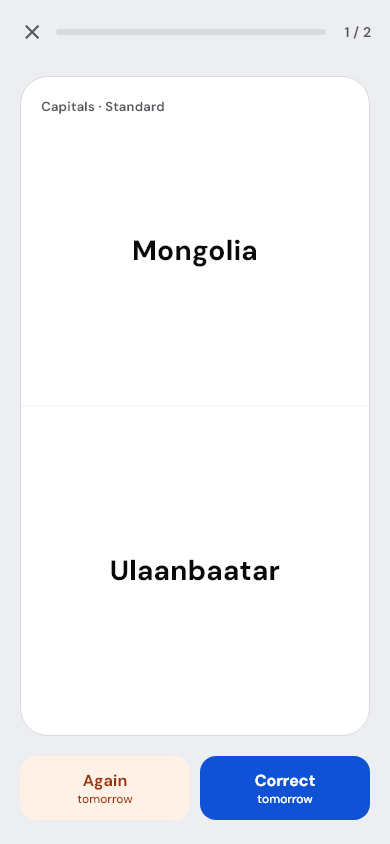 1 / 2
Capitals · Standard
Mongolia
Ulaanbaatar
Again
tomorrow
Correct
tomorrow